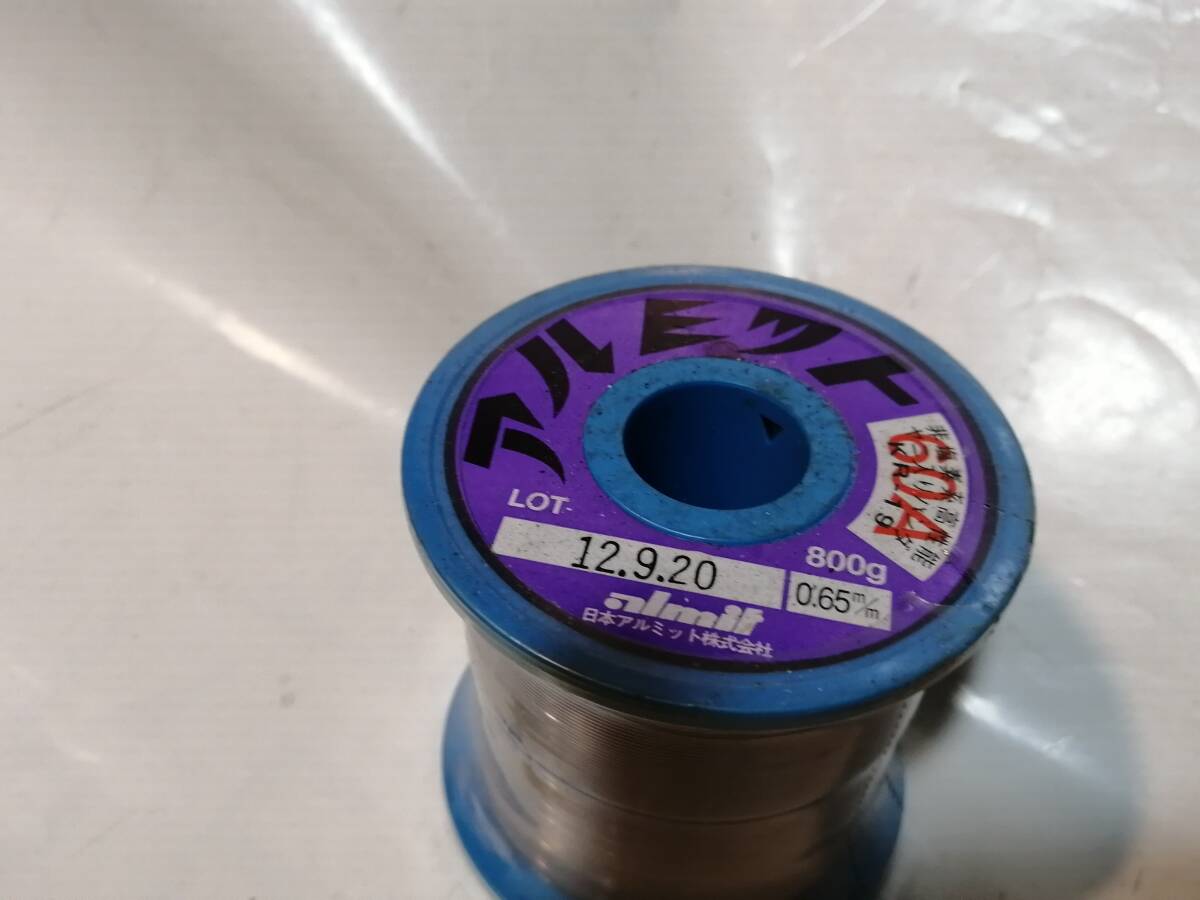 アルミット
60A
KR-19
LOT-
12.9.20
800g
0.65m/m
almit
日本アルミット株式会社